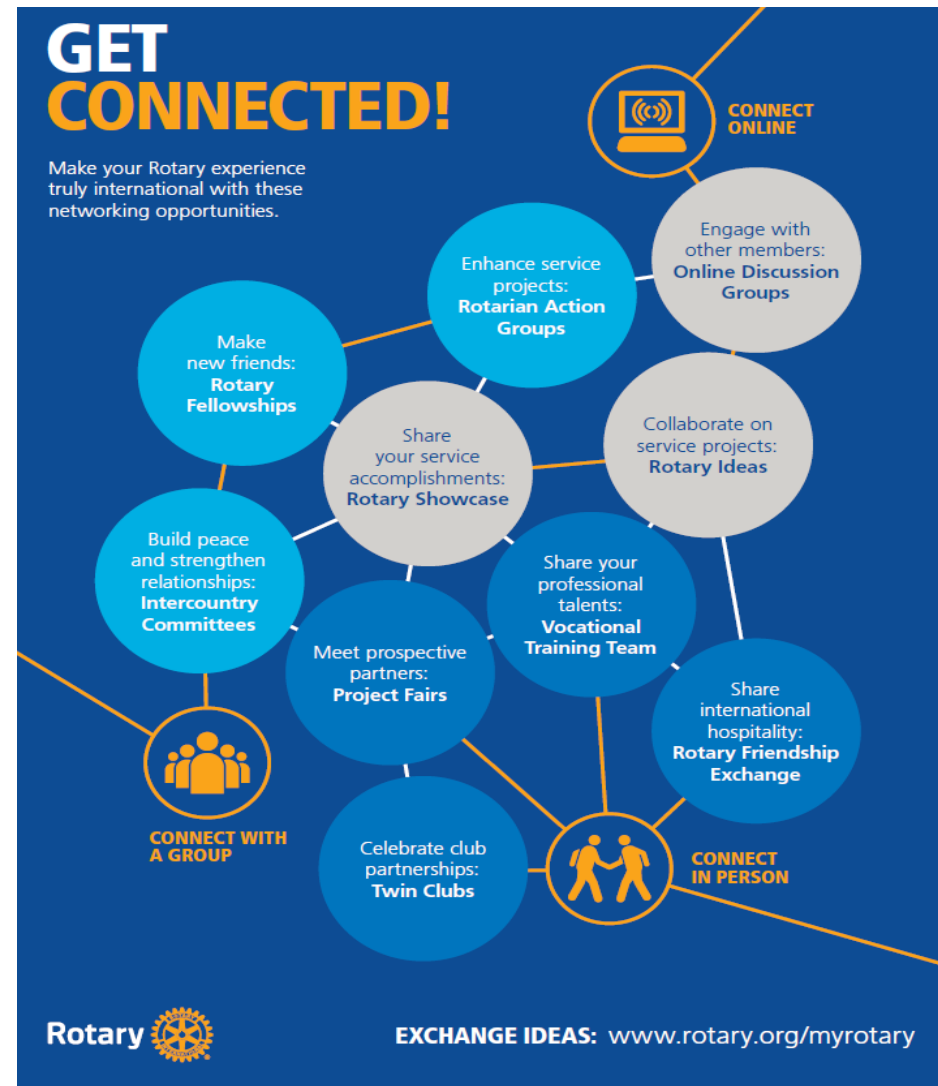 GET
CONNECTED!
Make your Rotary experience
truly international with these
networking opportunities.
CONNECT
ONLINE
Engage with
other members:
Online Discussion
Groups
Enhance service
projects:
Rotarian Action
Groups
Make
new friends:
Rotary
Fellowships
Share
your service
accomplishments:
Rotary Showcase
Collaborate on
service projects:
Rotary Ideas
Build peace
and strengthen
relationships:
Intercountry
Committees
Share your
professional
talents:
Vocational
Training Team
Meet prospective
partners:
Project Fairs
Share
international
hospitality:
Rotary Friendship
Exchange
CONNECT WITH
A GROUP
Celebrate club
partnerships:
Twin Clubs
CONNECT
IN PERSON
Rotary
EXCHANGE IDEAS: www.rotary.org/myrotary